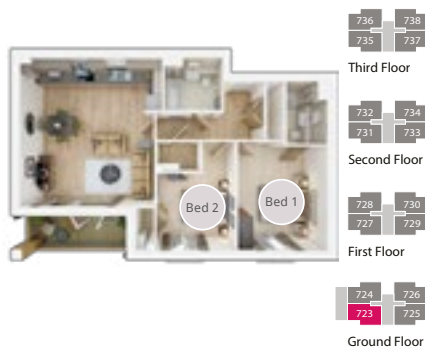 736 738
735 737
Third Floor
732 734
731 733
Second Floor
728 730
727 729
First Floor
724 726
723 725
Ground Floor
Bed 2
Bed 1